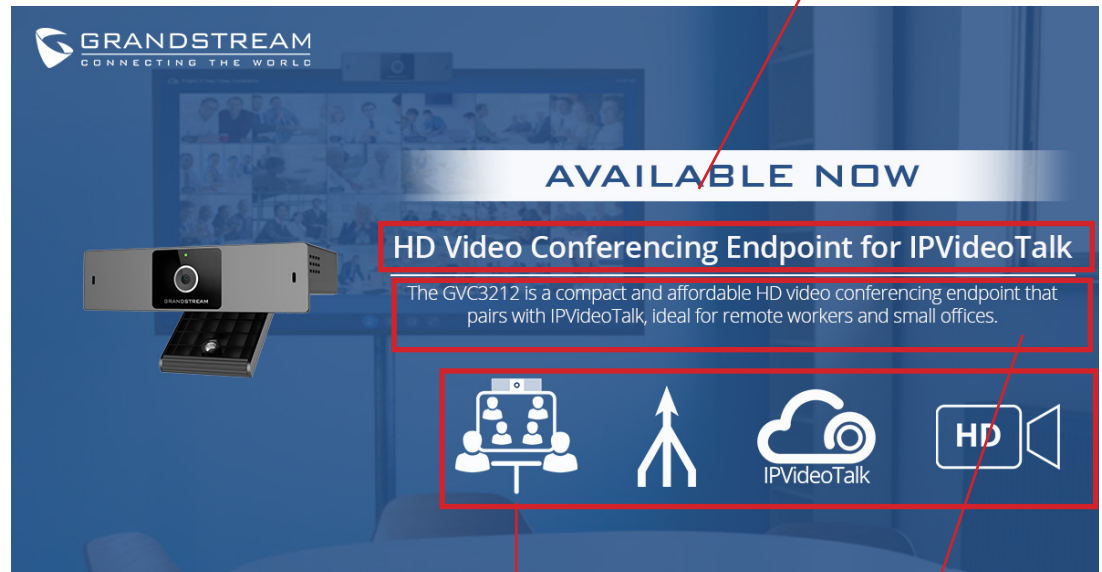 GRANDSTREAM
CONNECTING THE WORLD
AVAILABLE NOW
HD Video Conferencing Endpoint for IPVideoTalk
The GVC3212 is a compact and affordable HD video conferencing endpoint that
pairs with IPVideoTalk, ideal for remote workers and small offices.
GRANDSTREAM
IPVideoTalk
HD